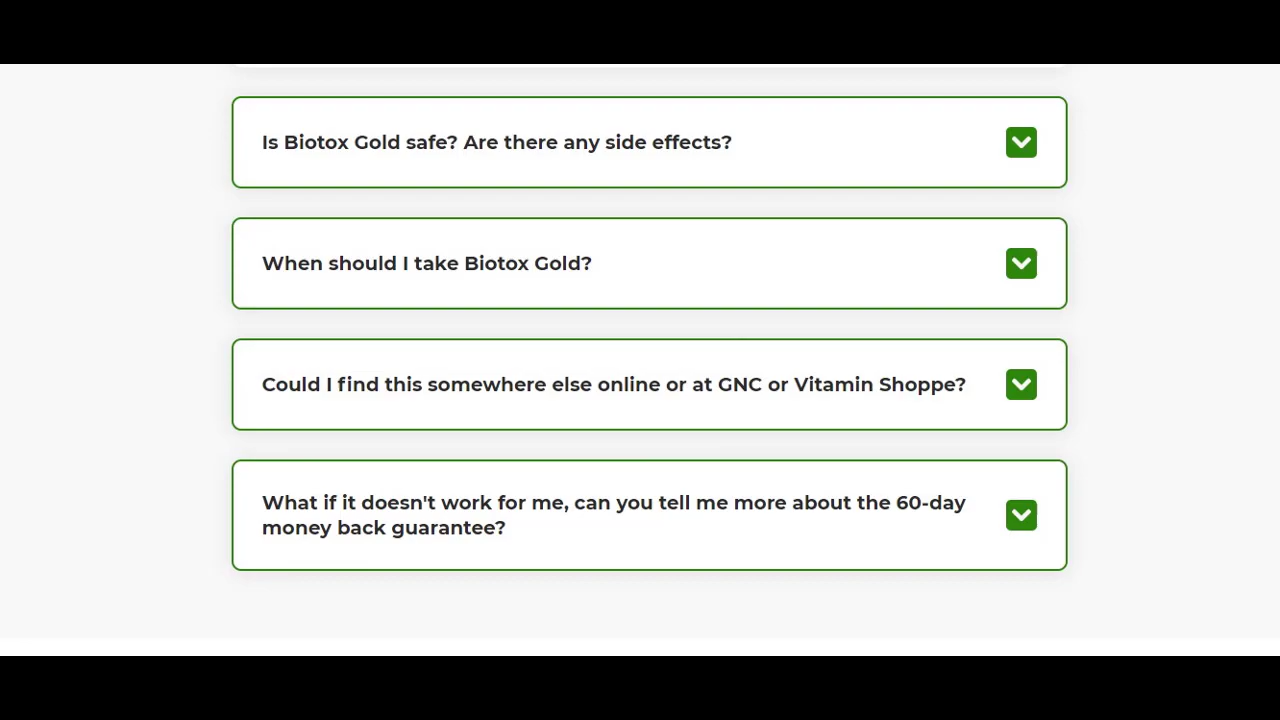 Is Biotox Gold safe? Are there any side effects?
When should I take Biotox Gold?
Could I find this somewhere else online or at GNC or Vitamin Shoppe?
What if it doesn't work for me, can you tell me more about the 60-day
money back guarantee?